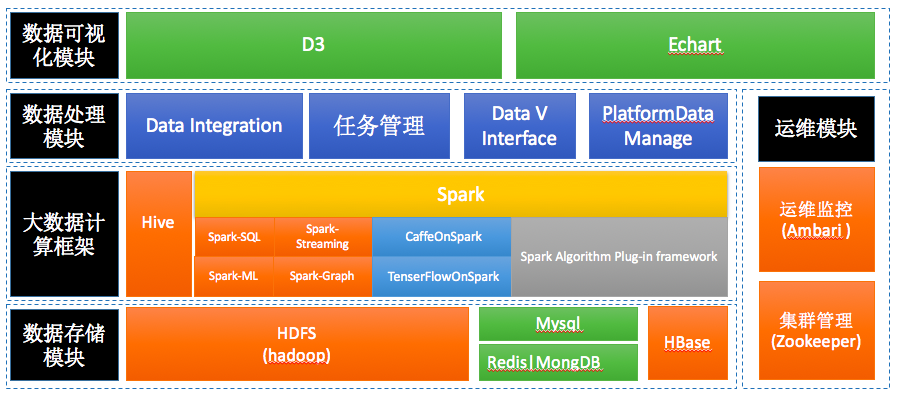 数据可视
化模块
D3
Echart
数据处理
模块
Data Integration
任务管理
Data V
Interface
PlatformData
Manage
运维模块
大数据计
算框架
Hive
Spark
Spark-SQL
Spark-
Streaming
CaffeOnSpark
Spark Algorithm Plug-in framework
Spark-ML
Spark-Graph
TenserFlowOnSpark
运维监控
(Ambari )
数据存储
模块
HDFS
(hadoop)
Mysql
Redis|MongDB
HBase
集群管理
(Zookeeper)